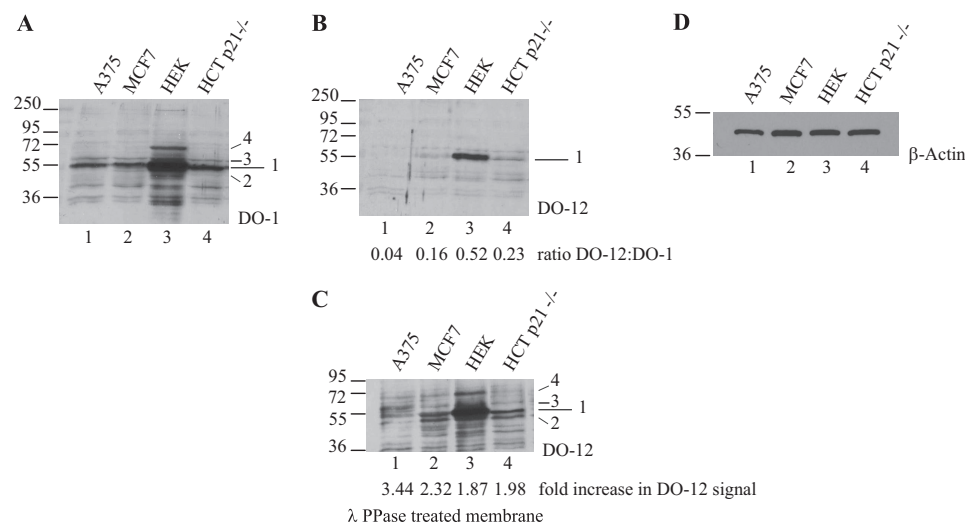 A
A375
MCF7
HEK
HCT p21-/-
250
95
72
55
36
4
3
1
2
DO-1
1 2 3 4
B
A375
MCF7
HEK
HCT p21-/-
250
95
72
55
36
1
DO-12
1 2 3 4
0.04 0.16 0.52 0.23 ratio DO-12:DO-1
D
A375
MCF7
HEK
HCT p21 -/-
55
36
β-Actin
1 2 3 4
C
A375
MCF7
HEK
HCT p21 -/-
95
72
55
36
4
3
1
2
DO-12
1 2 3 4
3.44 2.32 1.87 1.98 fold increase in DO-12 signal
λ PPase treated membrane